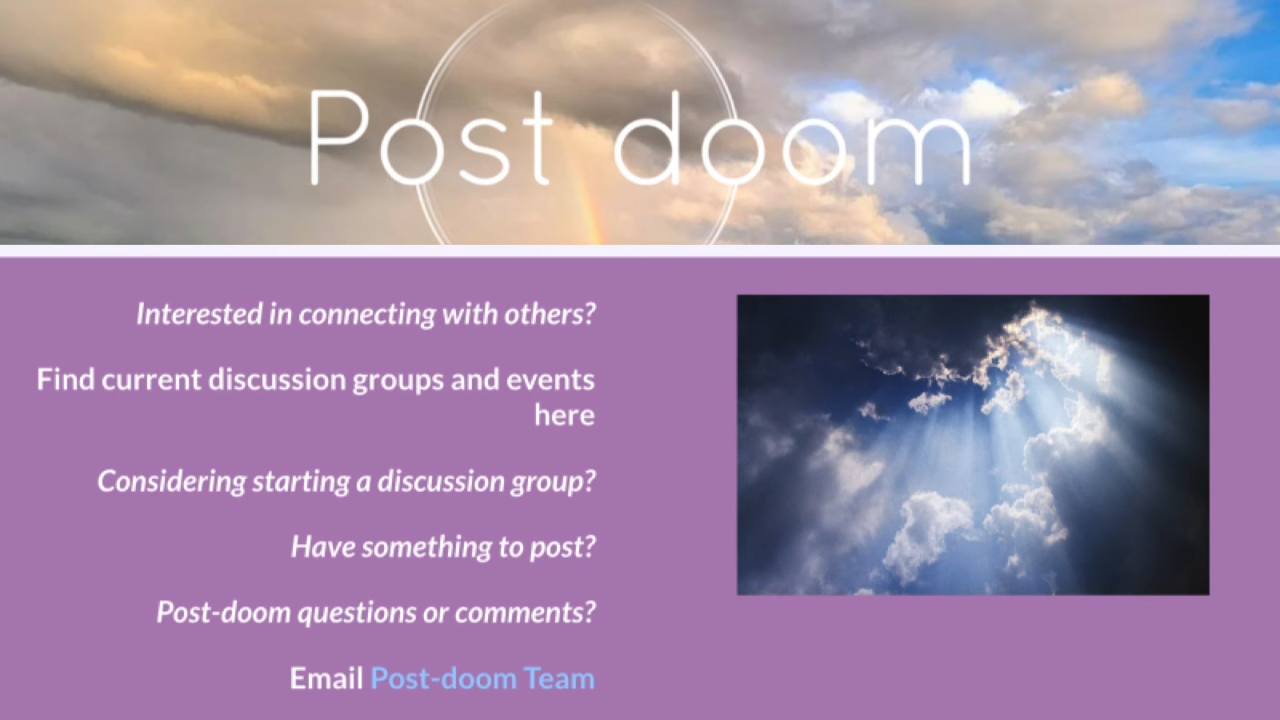 Post doom
Interested in connecting with others?
Find current discussion groups and events
here
Considering starting a discussion group?
Have something to post?
Post-doom questions or comments?
Email Post-doom Team